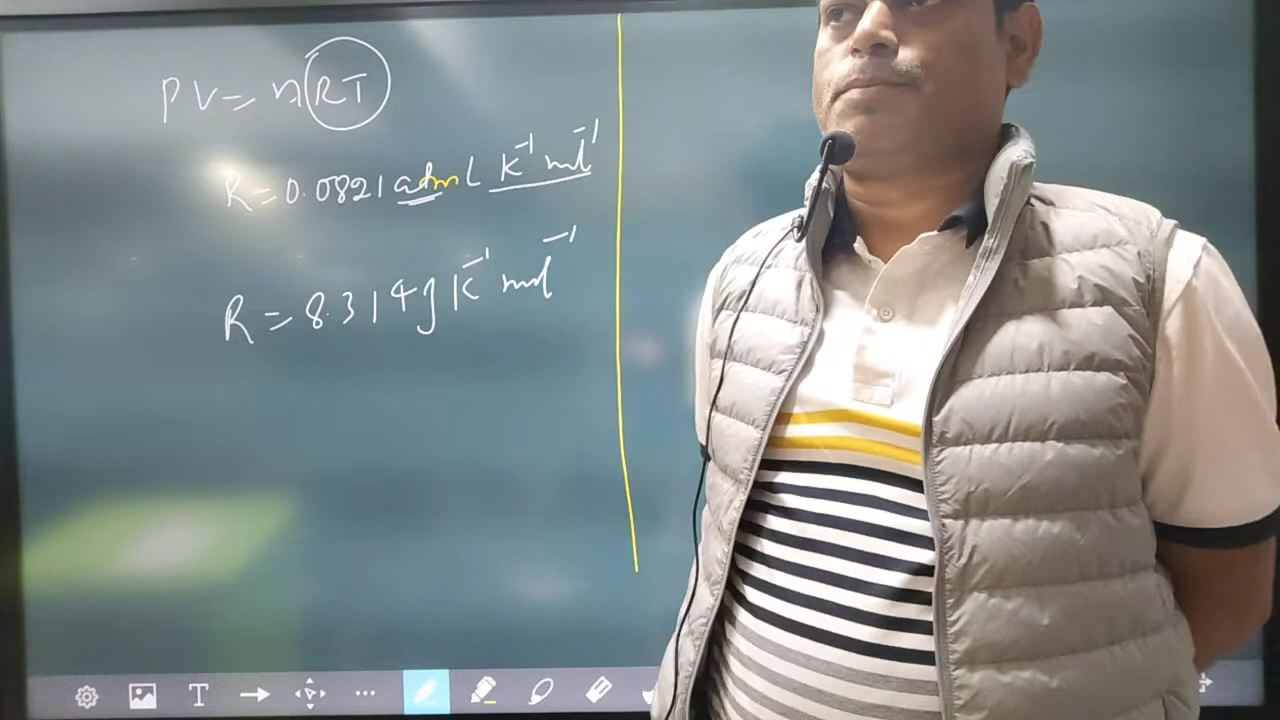 PV = nRT
R = 0.0821 atm L K⁻¹ mol⁻¹
R = 8.314 J K⁻¹ mol⁻¹
T